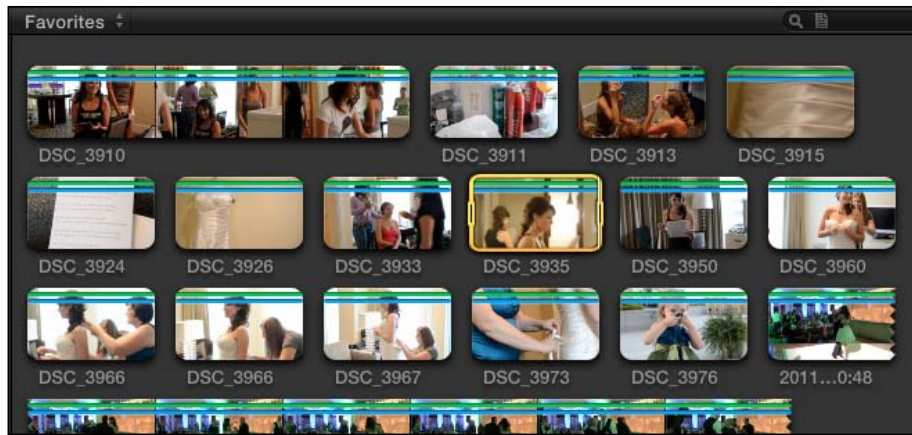 Favorites
DSC_3910 DSC_3911 DSC_3913 DSC_3915
DSC_3924 DSC_3926 DSC_3933 DSC_3935 DSC_3950 DSC_3960
DSC_3966 DSC_3966 DSC_3967 DSC_3973 DSC_3976 2011...0:48